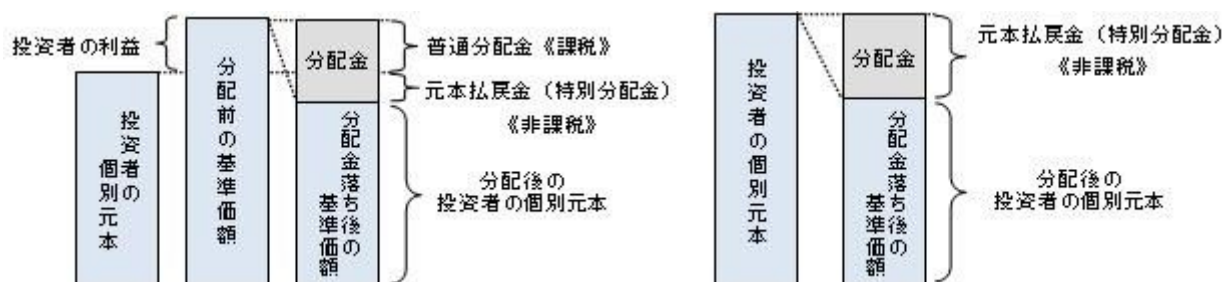 投資者の利益
投資者の
個別元本
分配前の基準価額
分配金
分配金落ち後の
基準価額
普通分配金《課税》
元本払戻金（特別分配金）
《非課税》
分配後の
投資者の個別元本
投資者の個別元本
分配金
分配金落ち後の
基準価額
元本払戻金（特別分配金）
《非課税》
分配後の
投資者の個別元本